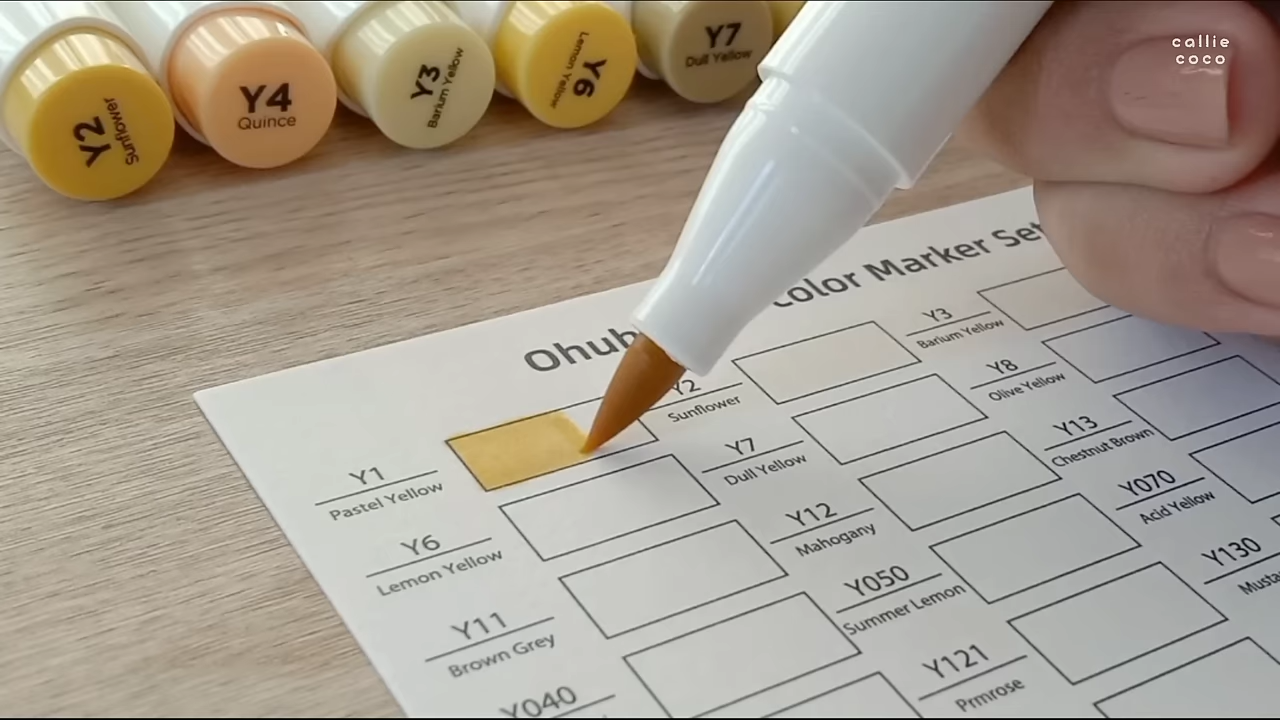 callie
coco
Y2
Sunflower
Y4
Quince
Y3
Barium Yellow
Y6
Lemon Yellow
Y7
Dull Yellow
Color Marker Set
Y1
Pastel Yellow
Y2
Sunflower
Y3
Barium Yellow
Y6
Lemon Yellow
Y7
Dull Yellow
Y8
Olive Yellow
Y11
Brown Grey
Y12
Mahogany
Y13
Chestnut Brown
Y040
Y050
Summer Lemon
Y070
Acid Yellow
Y121
Prmrose
Y130